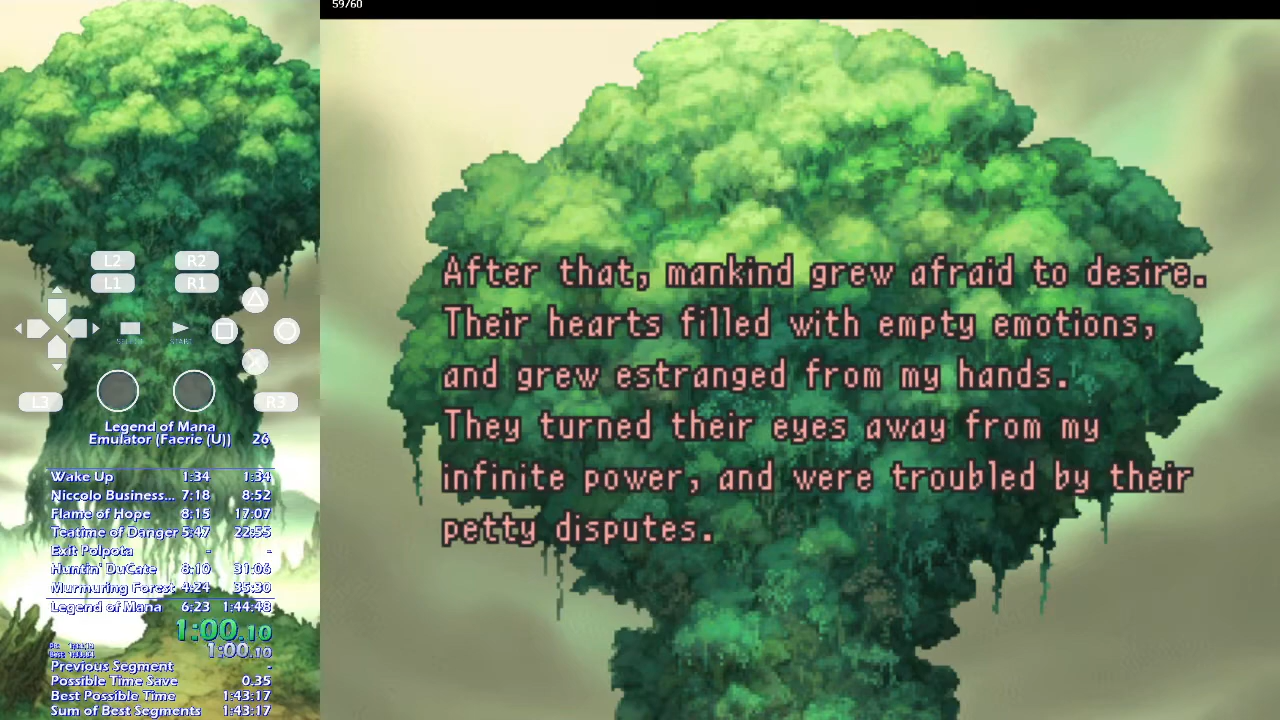 59/60
After that, mankind grew afraid to desire.
Their hearts filled with empty emotions,
and grew estranged from my hands.
They turned their eyes away from my
infinite power, and were troubled by their
petty disputes.
L2 R2
L1 R1
SELECT START
L3 R3
Legend of Mana
Emulator (Faerie (U)) 26
Wake Up 1:34 1:34
Niccolo Business... 7:18 8:52
Flame of Hope 8:15 17:07
Teatime of Danger 5:47 22:55
Exit Polpota - -
Huntin' DuCate 8:10 31:06
Murmuring Forest 4:24 35:30
Legend of Mana 6:23 1:44:48
1:00.10
1:00.10
Previous Segment -
Possible Time Save 0.35
Best Possible Time 1:43:17
Sum of Best Segments 1:43:17